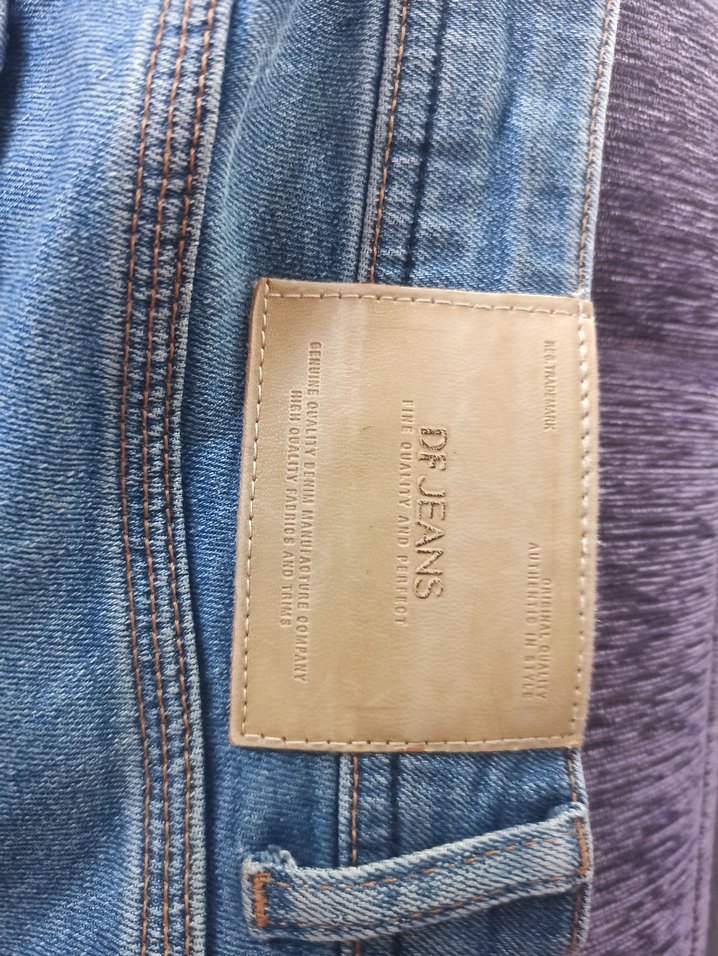 REG.TRADEMARK
ORIGINAL QUALITY
AUTHENTIC IN STYLE
DF JEANS
FINE QUALITY AND PERFECT
GENUINE QUALITY DENIM MANUFACTURE COMPANY
HIGH QUALITY FABRICS AND TRIMS